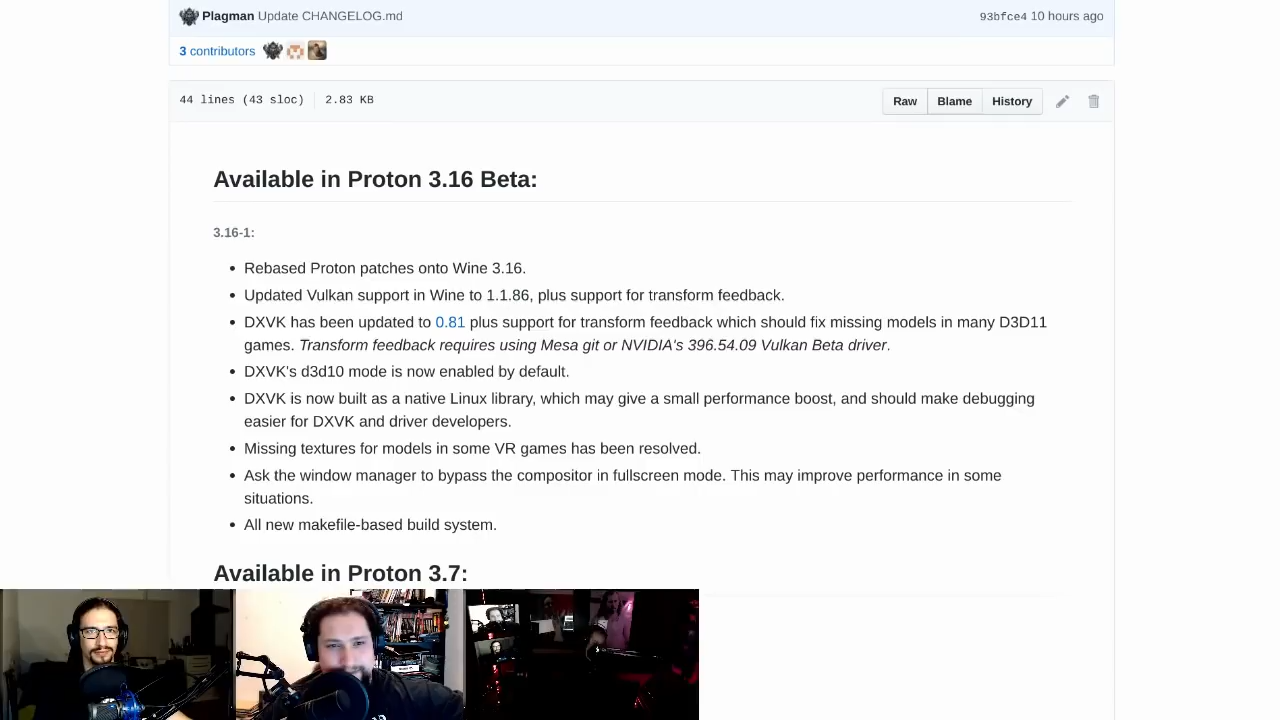 Plagman Update CHANGELOG.md
93bfce4 10 hours ago
3 contributors
44 lines (43 sloc) 2.83 KB
Raw Blame History
Available in Proton 3.16 Beta:
3.16-1:
• Rebased Proton patches onto Wine 3.16.
• Updated Vulkan support in Wine to 1.1.86, plus support for transform feedback.
• DXVK has been updated to 0.81 plus support for transform feedback which should fix missing models in many D3D11
games. Transform feedback requires using Mesa git or NVIDIA's 396.54.09 Vulkan Beta driver.
• DXVK's d3d10 mode is now enabled by default.
• DXVK is now built as a native Linux library, which may give a small performance boost, and should make debugging
easier for DXVK and driver developers.
• Missing textures for models in some VR games has been resolved.
• Ask the window manager to bypass the compositor in fullscreen mode. This may improve performance in some
situations.
• All new makefile-based build system.
Available in Proton 3.7: